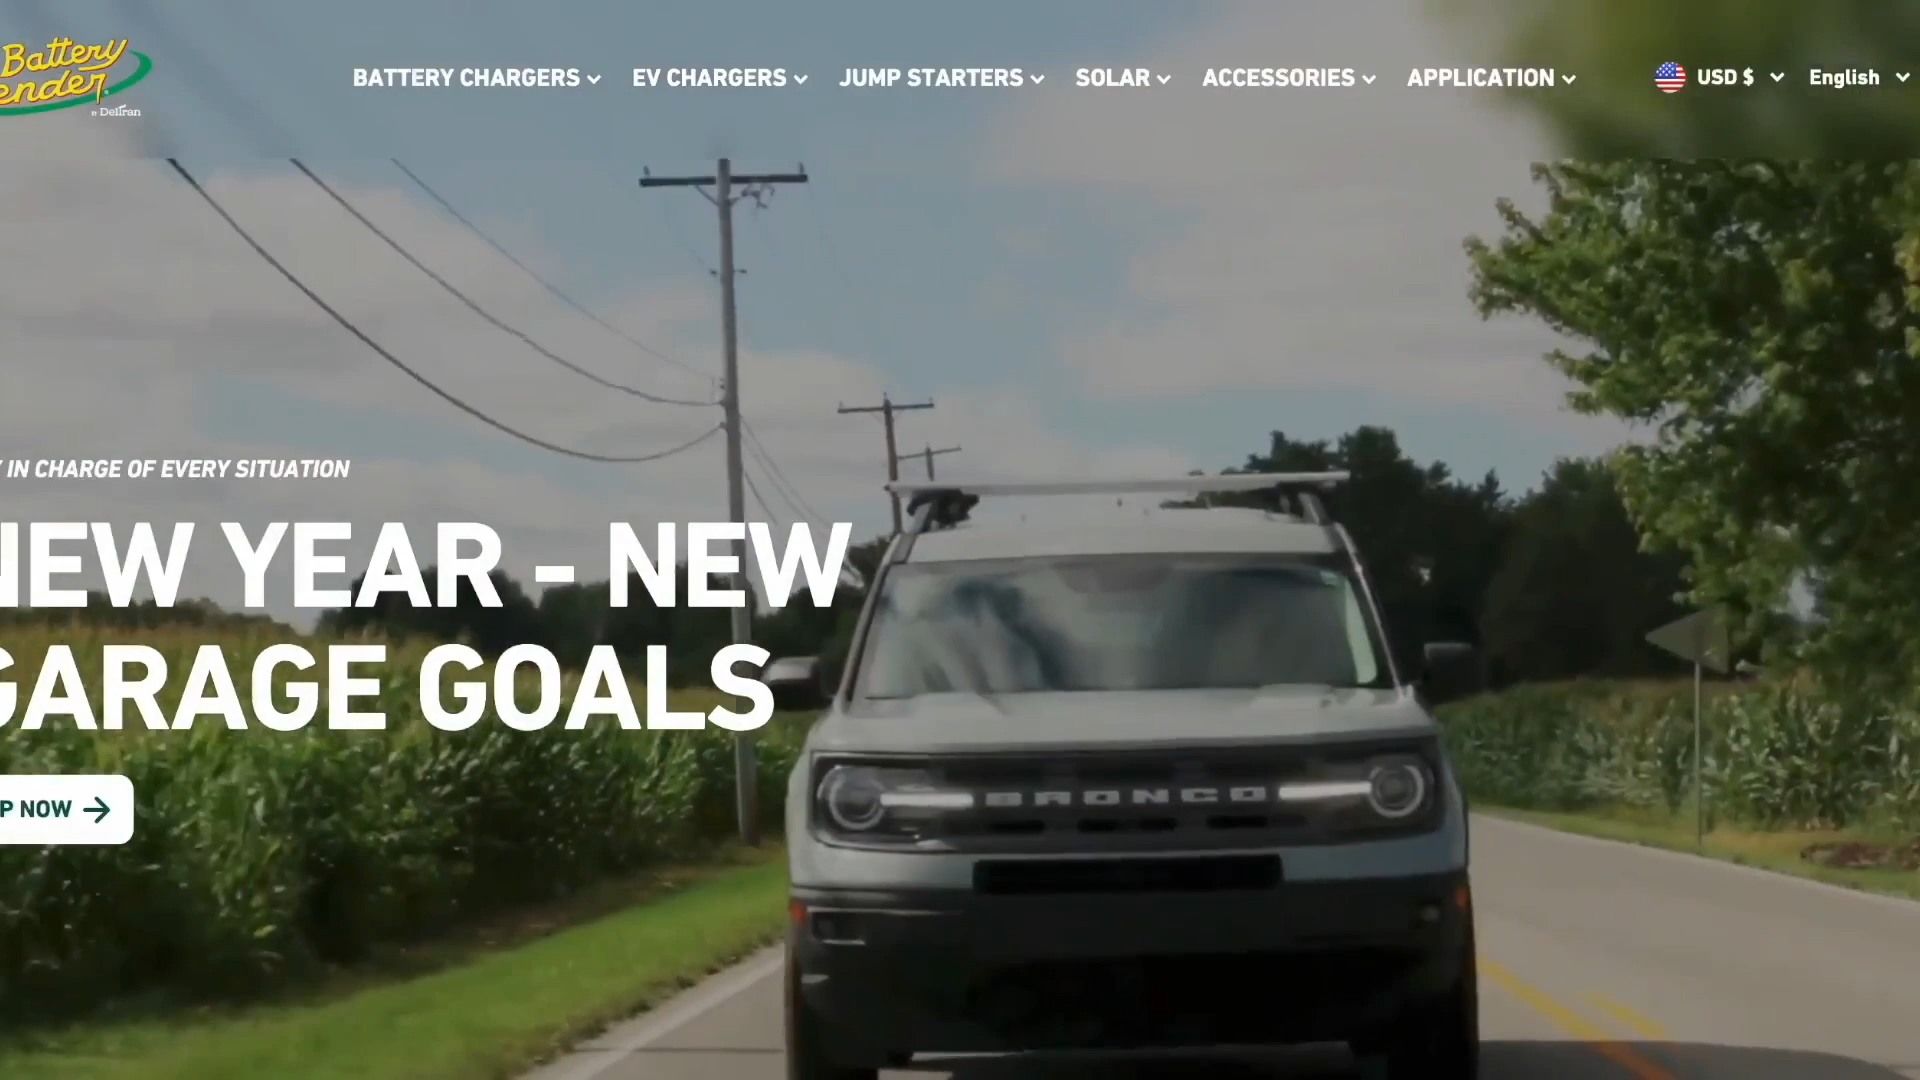 Battery
ender
BY Deltran
BATTERY CHARGERS
EV CHARGERS
JUMP STARTERS
SOLAR
ACCESSORIES
APPLICATION
USD $
English
IN CHARGE OF EVERY SITUATION
NEW YEAR - NEW
GARAGE GOALS
P NOW
BRONCO